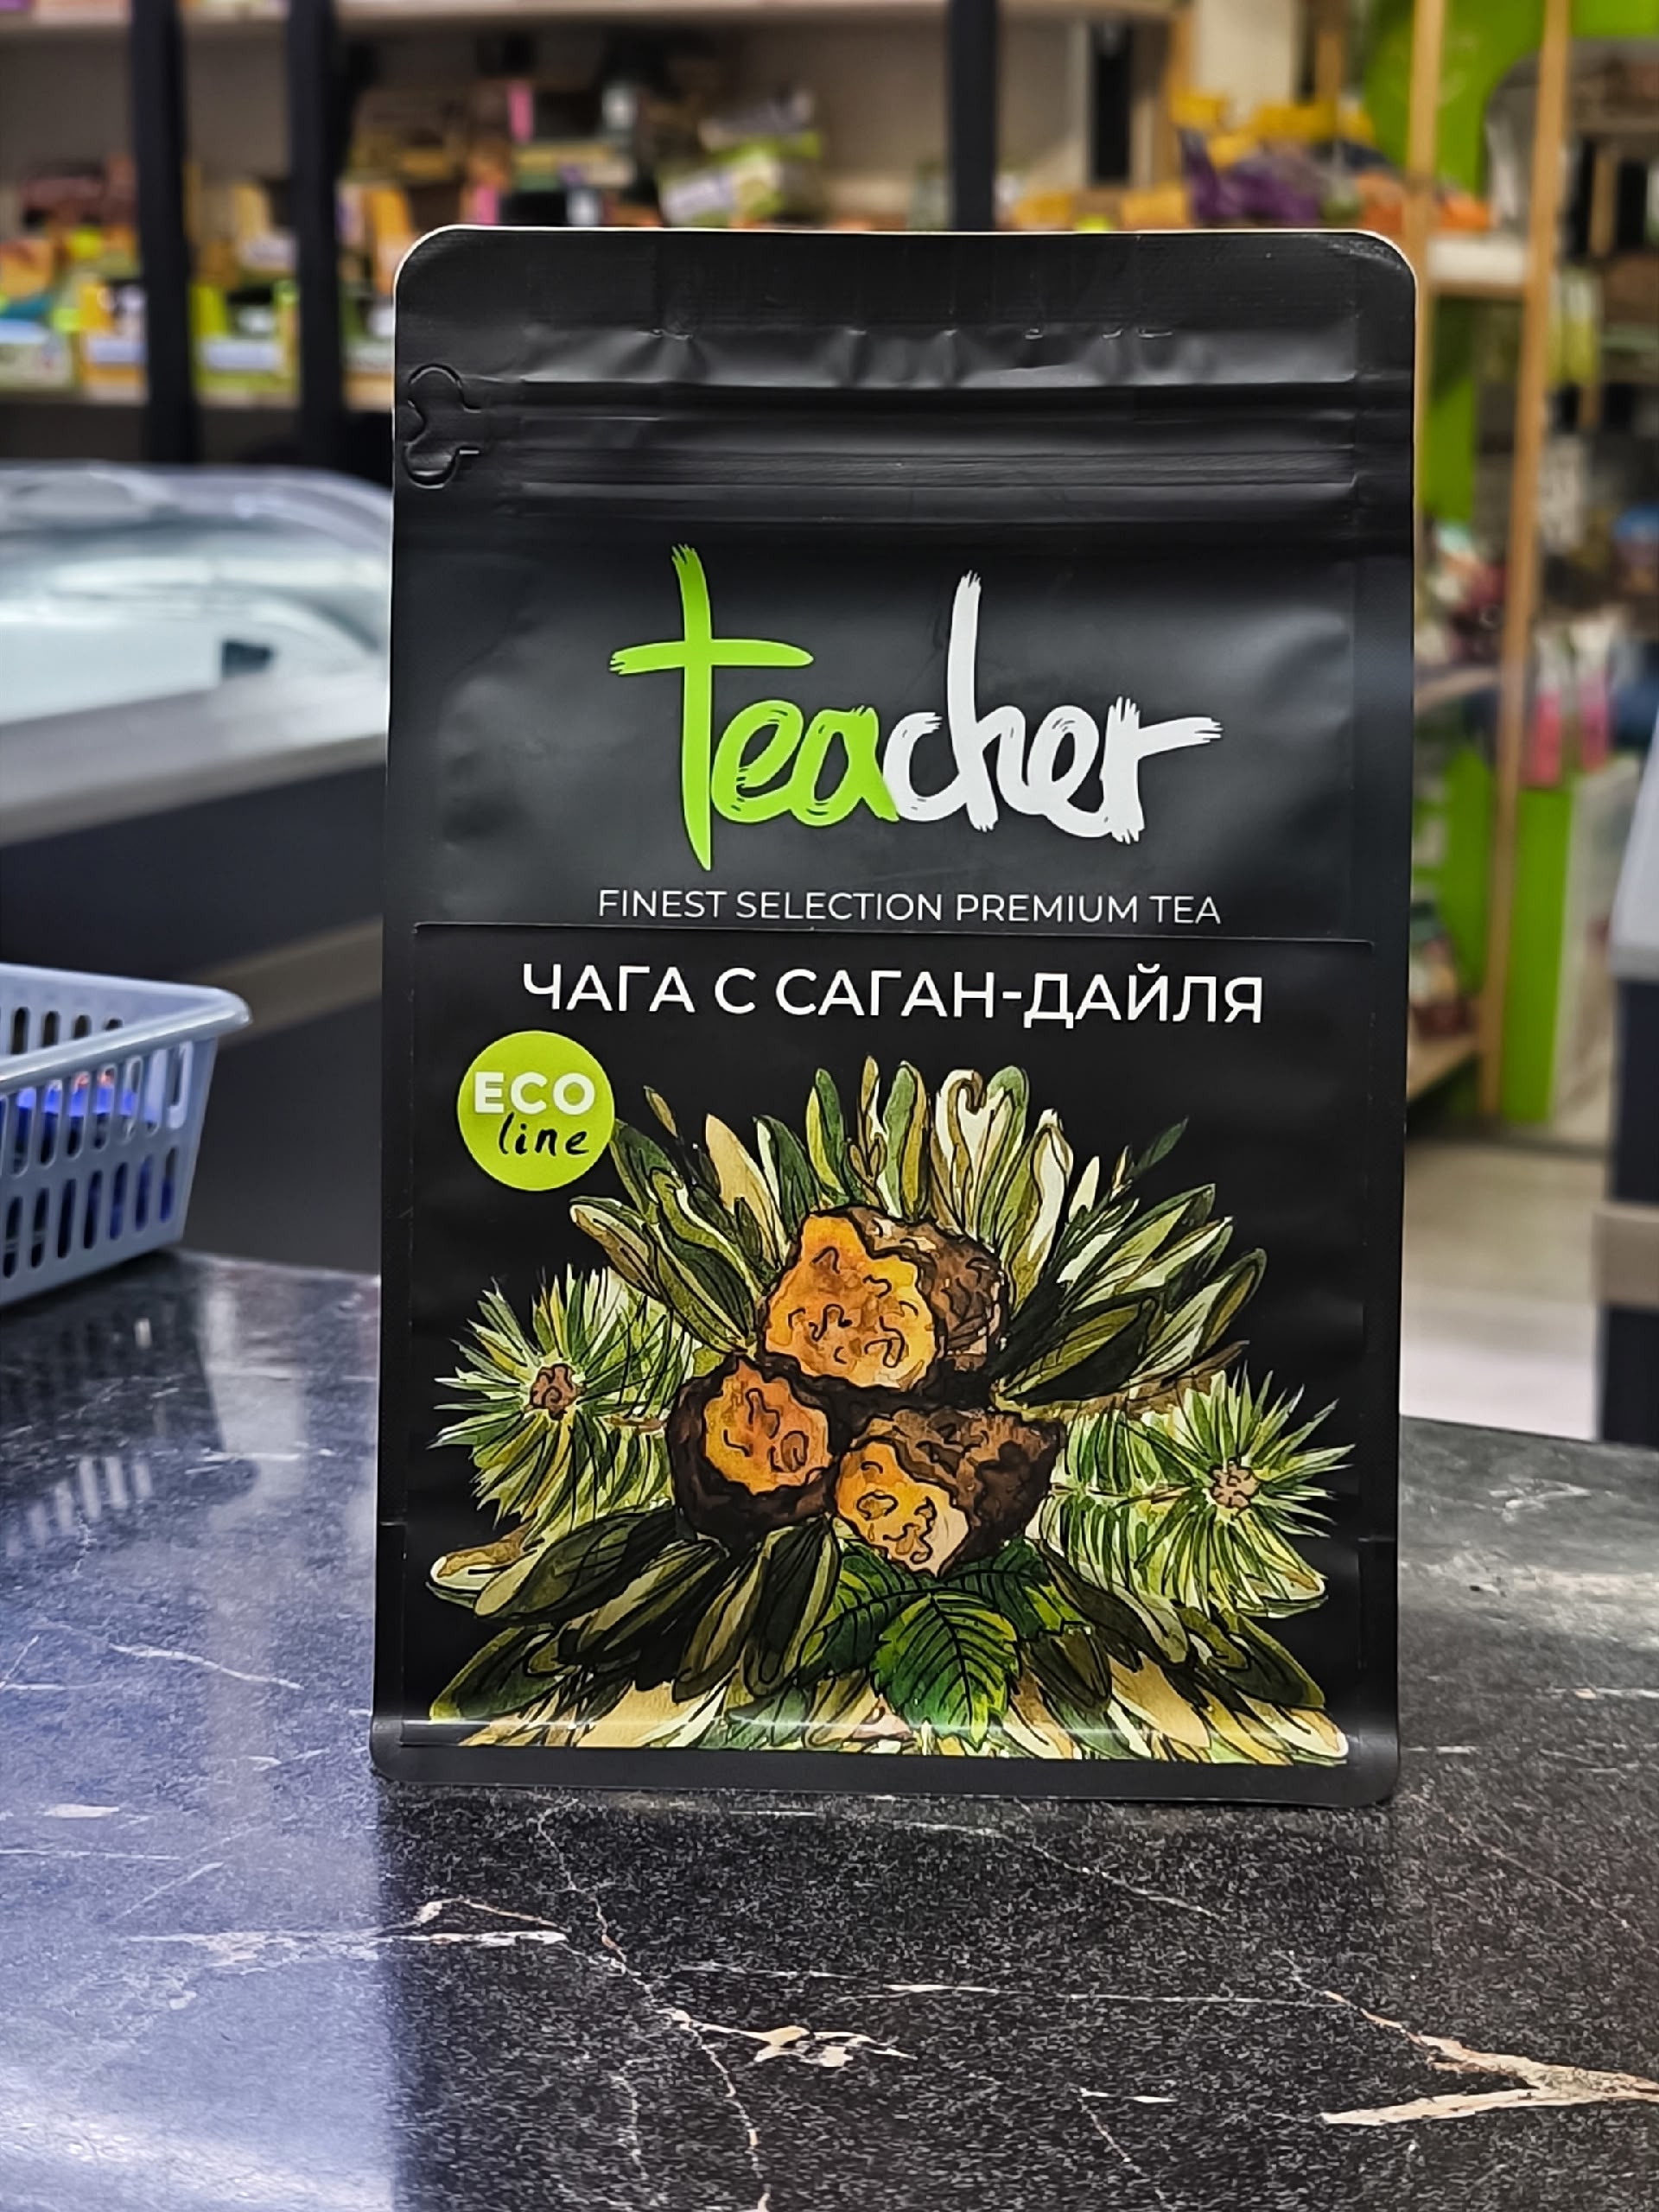 teacher
FINEST SELECTION PREMIUM TEA
ЧАГА С САГАН-ДАЙЛЯ
ECO
line